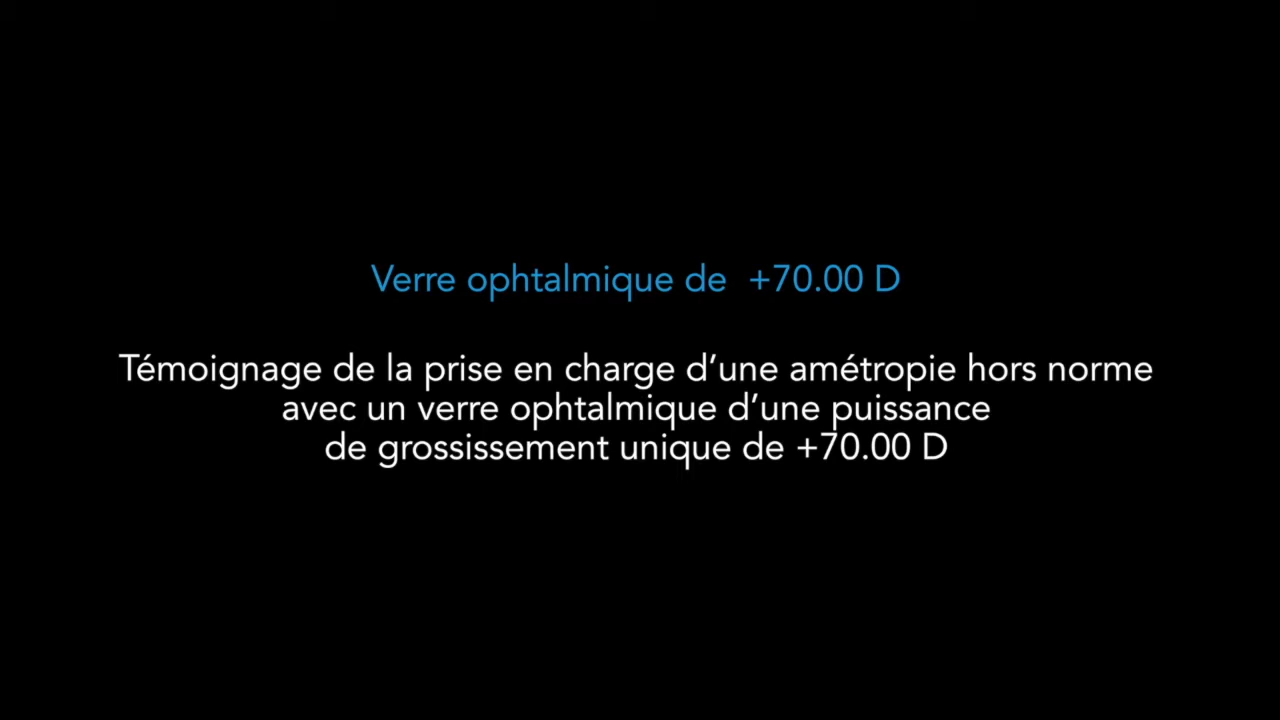 Verre ophtalmique de  +70.00 D
Témoignage de la prise en charge d’une amétropie hors norme
avec un verre ophtalmique d’une puissance
de grossissement unique de +70.00 D